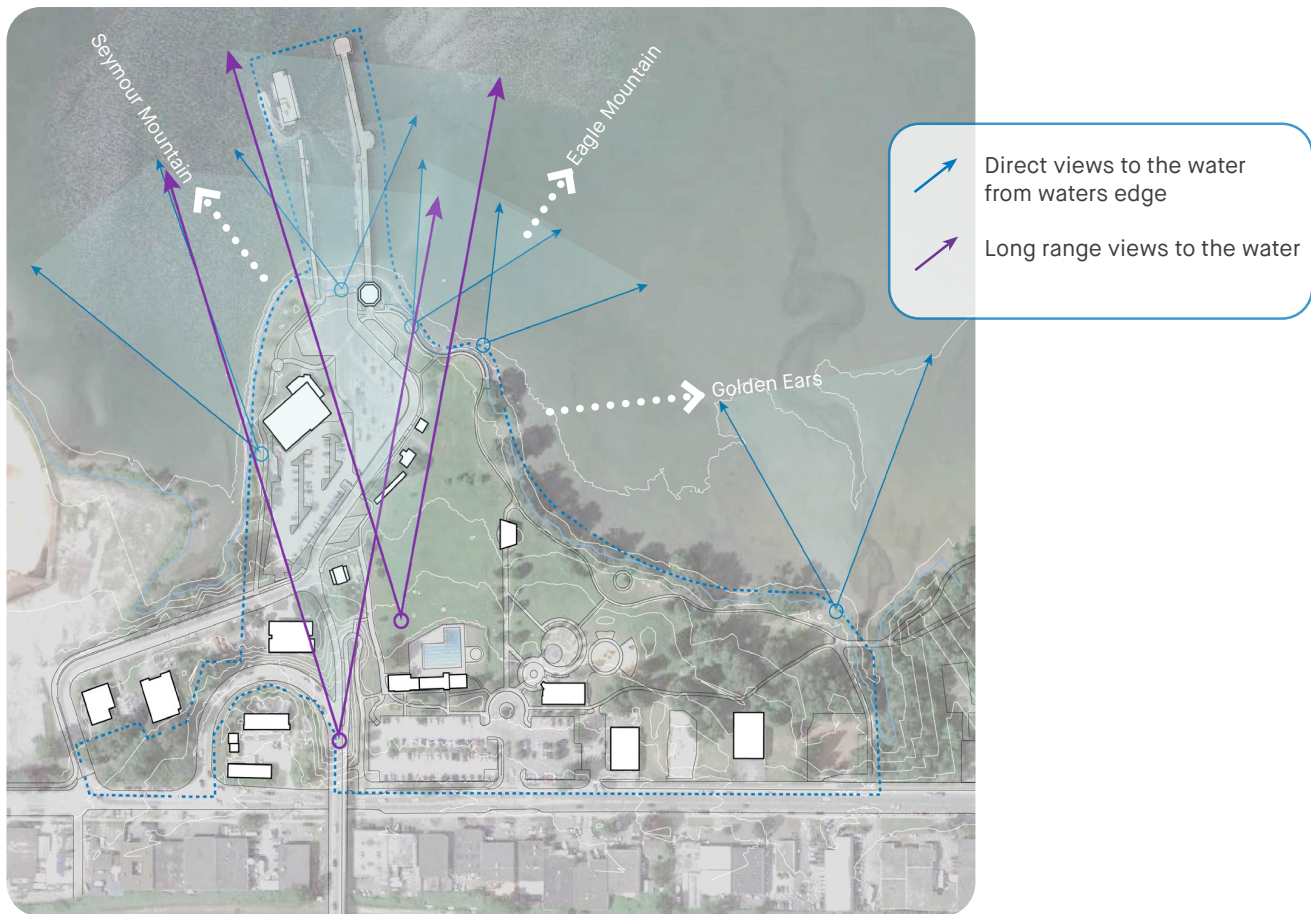 Seymour Mountain
Eagle Mountain
Golden Ears
Direct views to the water
from waters edge
Long range views to the water